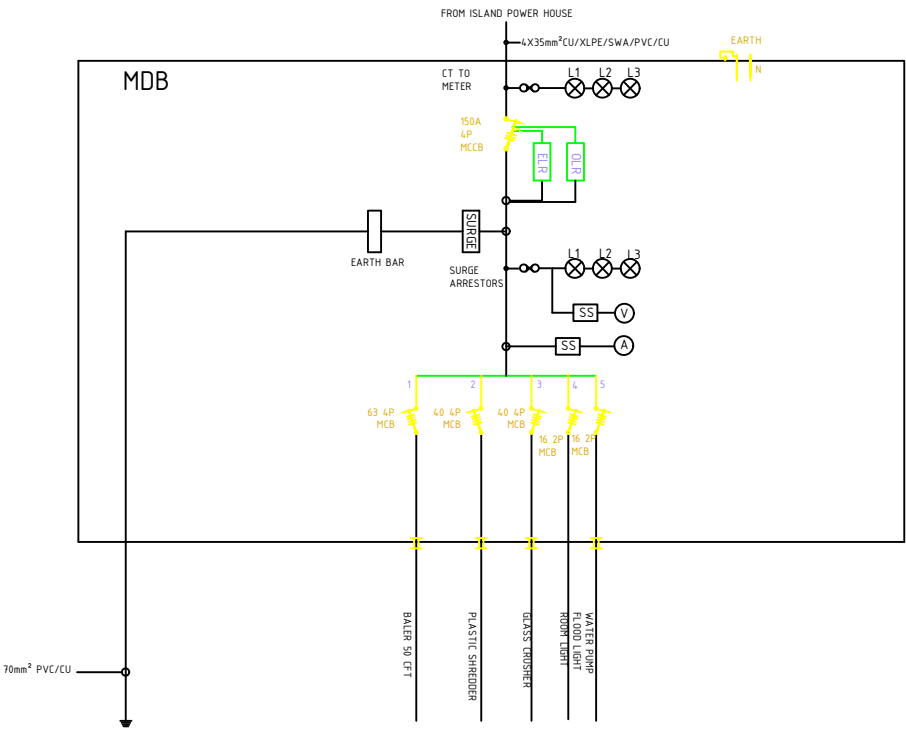 FROM ISLAND POWER HOUSE
4X35mm²CU/XLPE/SWA/PVC/CU
EARTH
N
MDB
CT TO
METER
L1 L2 L3
150A
4P
MCCB
ELR
OLR
SURGE
EARTH BAR
SURGE
ARRESTORS
L1 L2 L3
SS V
SS A
1 2 3 4 5
63 4P
MCB
40 4P
MCB
40 4P
MCB
16 2P
MCB
16 2P
MCB
BALER 50 CFT
PLASTIC SHREDDER
GLASS CRUSHER
ROOM LIGHT
FLOOD LIGHT
WATER PUMP
70mm² PVC/CU